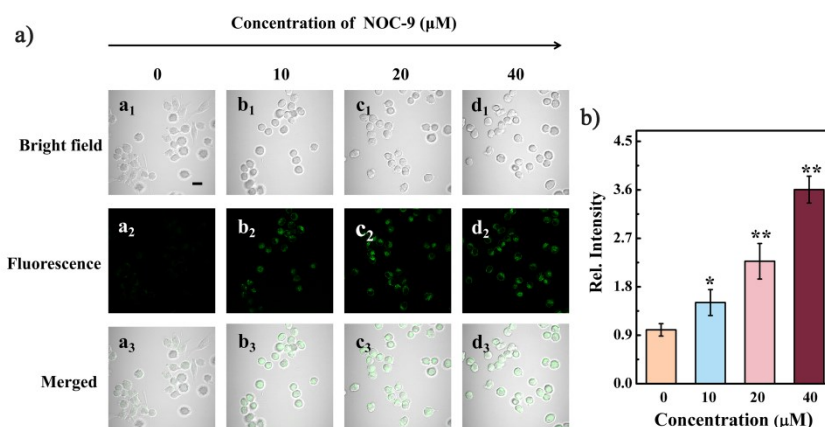 a)
Concentration of NOC-9 (μM)
0 10 20 40
Bright field
a1 b1 c1 d1
Fluorescence
a2 b2 c2 d2
Merged
a3 b3 c3 d3
b)
Rel. Intensity
4.5
3.6
2.7
1.8
0.9
0.0
*
**
**
0 10 20 40
Concentration (μM)